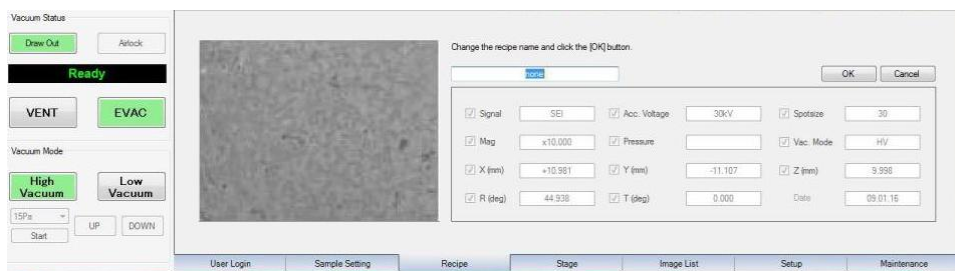 Vacuum Status
Draw Out Airlock
Ready
VENT EVAC
Vacuum Mode
High Vacuum Low Vacuum
15Pa UP DOWN
Start
Change the recipe name and click the [OK] button.
none OK Cancel
Signal SEI Acc. Voltage 30kV Spotsize 30
Mag x10.000 Pressure Vac. Mode HV
X (mm) +10.981 Y (mm) -11.107 Z (mm) 9.998
R (deg) 44.938 T (deg) 0.000 Date 09.01.16
User Login Sample Setting Recipe Stage Image List Setup Maintenance